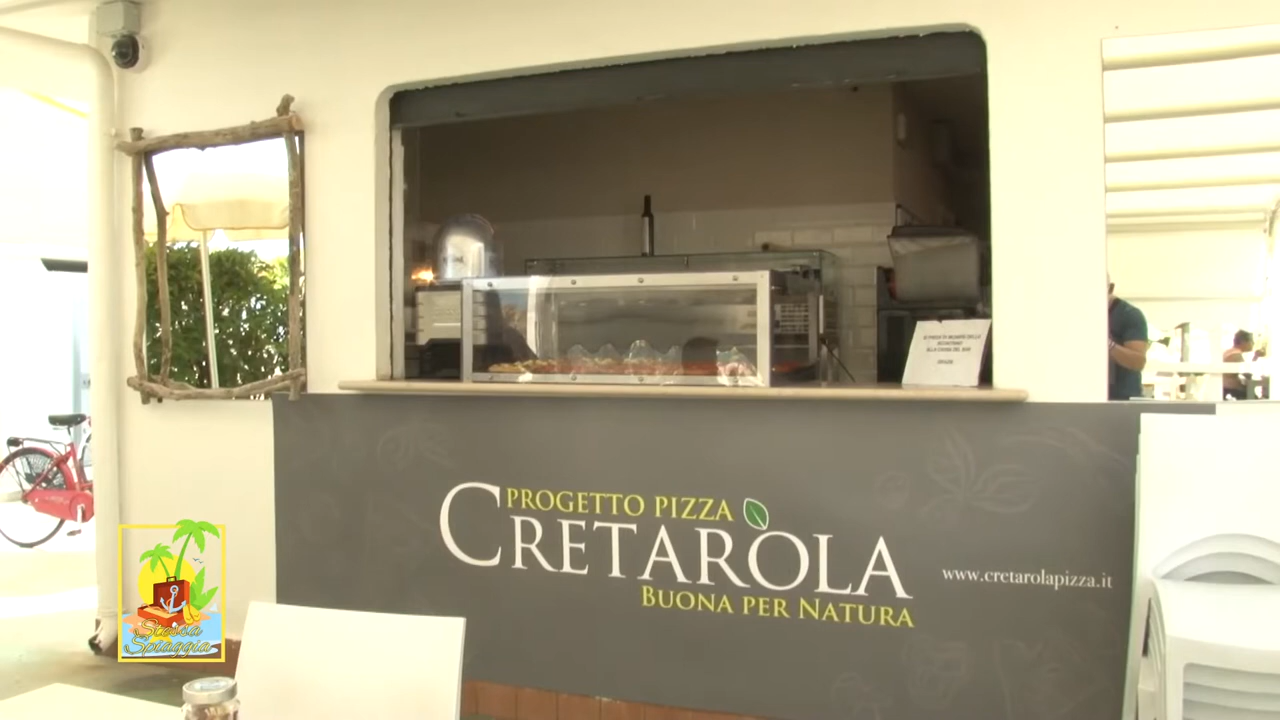 PROGETTO PIZZA
CRETAROLA
BUONA PER NATURA
www.cretarolapizza.it
Stessa
Spiaggia